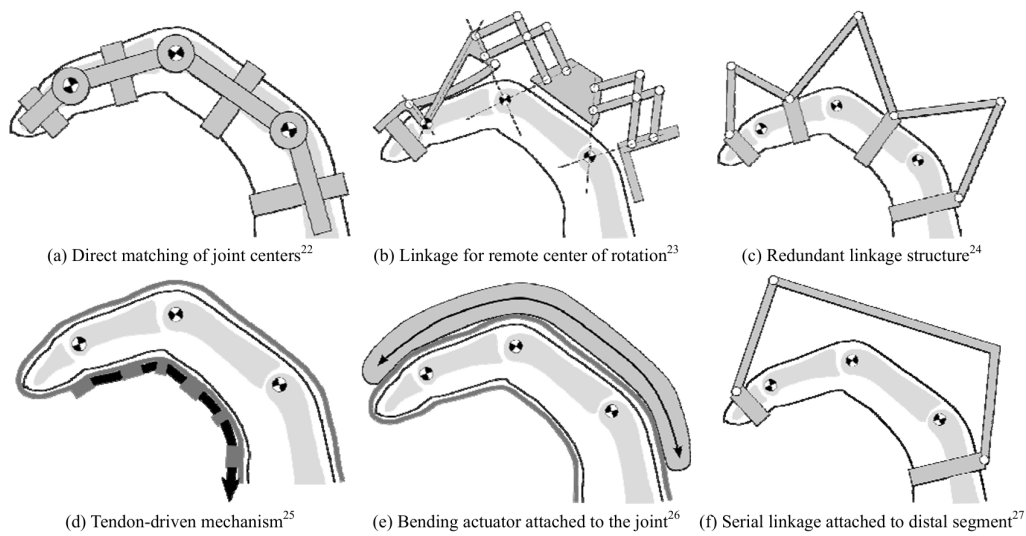 (a) Direct matching of joint centers22
(b) Linkage for remote center of rotation23
(c) Redundant linkage structure24
(d) Tendon-driven mechanism25
(e) Bending actuator attached to the joint26
(f) Serial linkage attached to distal segment27